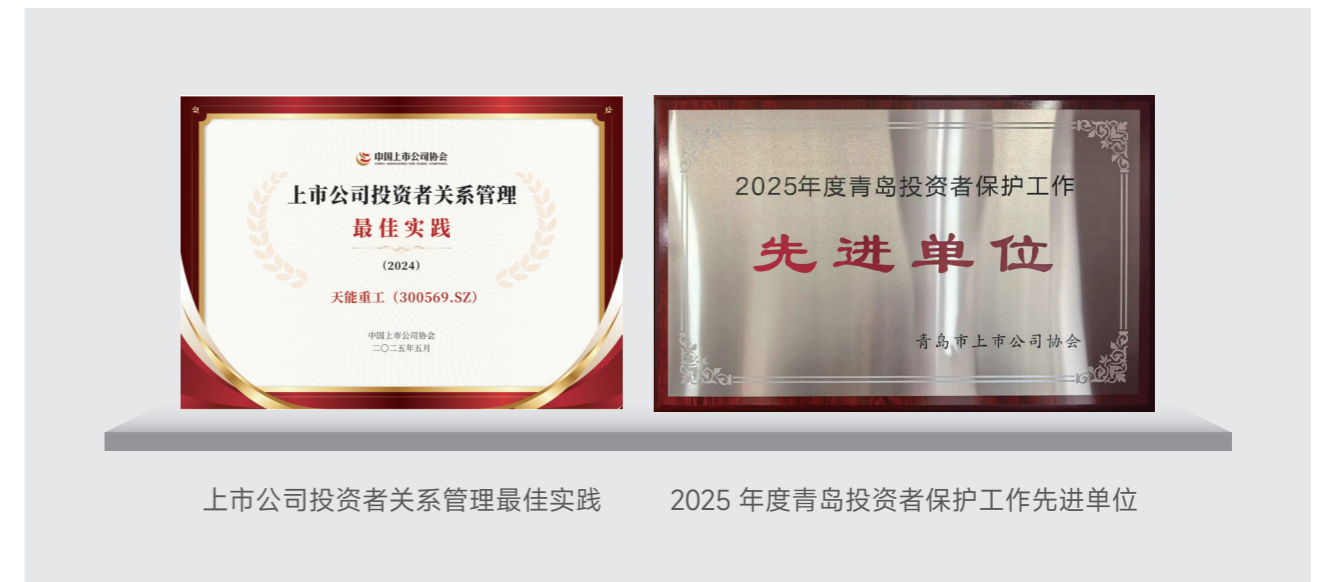 中国上市公司协会
CHINA ASSOCIATION FOR PUBLIC COMPANIES
上市公司投资者关系管理
最佳实践
（2024）
天能重工（300569.SZ）
中国上市公司协会
二〇二五年五月
2025年度青岛投资者保护工作
先进单位
青岛市上市公司协会
上市公司投资者关系管理最佳实践
2025 年度青岛投资者保护工作先进单位